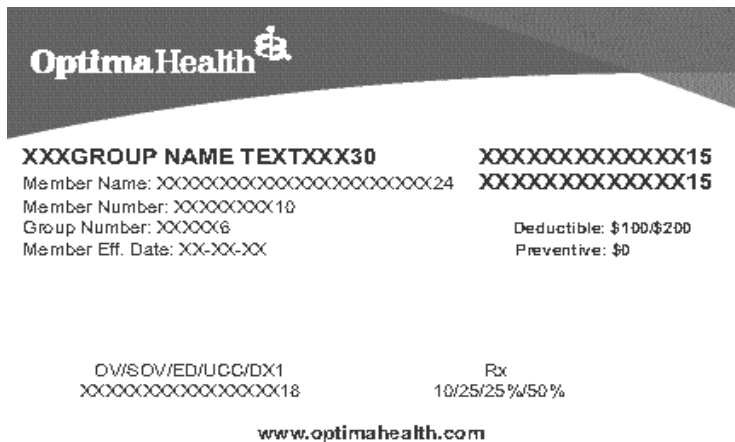 OptimaHealth
XXXGROUP NAME TEXTXXX30 XXXXXXXXXXXXX15
Member Name: XXXXXXXXXXXXXXXXXXXXXX24 XXXXXXXXXXXXX15
Member Number: XXXXXXXX10
Group Number: XXXXX6 Deductible: $100/$200
Member Eff. Date: XX-XX-XX Preventive: $0
OV/SOV/ED/UCC/DX1 Rx
XXXXXXXXXXXXXXXX18 10/25/25%/50%
www.optimahealth.com